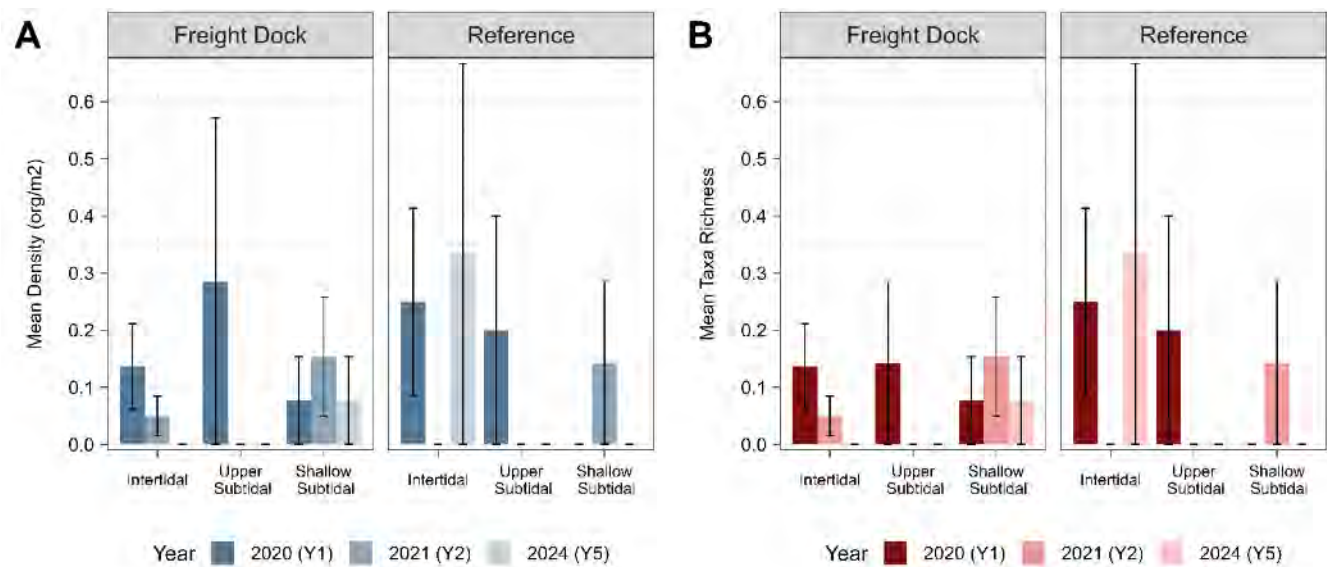 A
Freight Dock
Reference
Mean Density (org/m2)
0.6
0.5
0.4
0.3
0.2
0.1
0.0
Intertidal
Upper
Subtidal
Shallow
Subtidal
Intertidal
Upper
Subtidal
Shallow
Subtidal
Year 2020 (Y1) 2021 (Y2) 2024 (Y5)
B
Freight Dock
Reference
Mean Taxa Richness
0.6
0.5
0.4
0.3
0.2
0.1
0.0
Intertidal
Upper
Subtidal
Shallow
Subtidal
Intertidal
Upper
Subtidal
Shallow
Subtidal
Year 2020 (Y1) 2021 (Y2) 2024 (Y5)